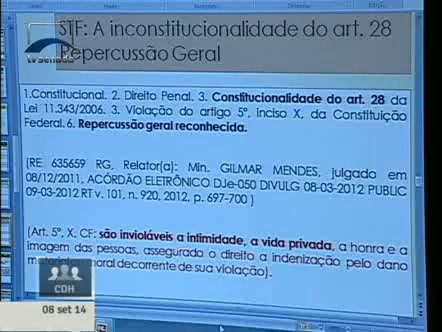 STF: A inconstitucionalidade do art. 28
Repercussão Geral
tv senado
1.Constitucional. 2. Direito Penal. 3. Constitucionalidade do art. 28 da
Lei 11.343/2006. 3. Violação do artigo 5º, inciso X, da Constituição
Federal. 6. Repercussão geral reconhecida.
(RE 635659 RG, Relator(a): Min. GILMAR MENDES, julgado em
08/12/2011, ACÓRDÃO ELETRÔNICO DJe-050 DIVULG 08-03-2012 PUBLIC
09-03-2012 RT v. 101, n. 920, 2012, p. 697-700 )
(Art. 5º, X, CF: são invioláveis a intimidade, a vida privada, a honra e a
imagem das pessoas, assegurado o direito a indenização pelo dano
material moral decorrente de sua violação).
CDH
08 set 14